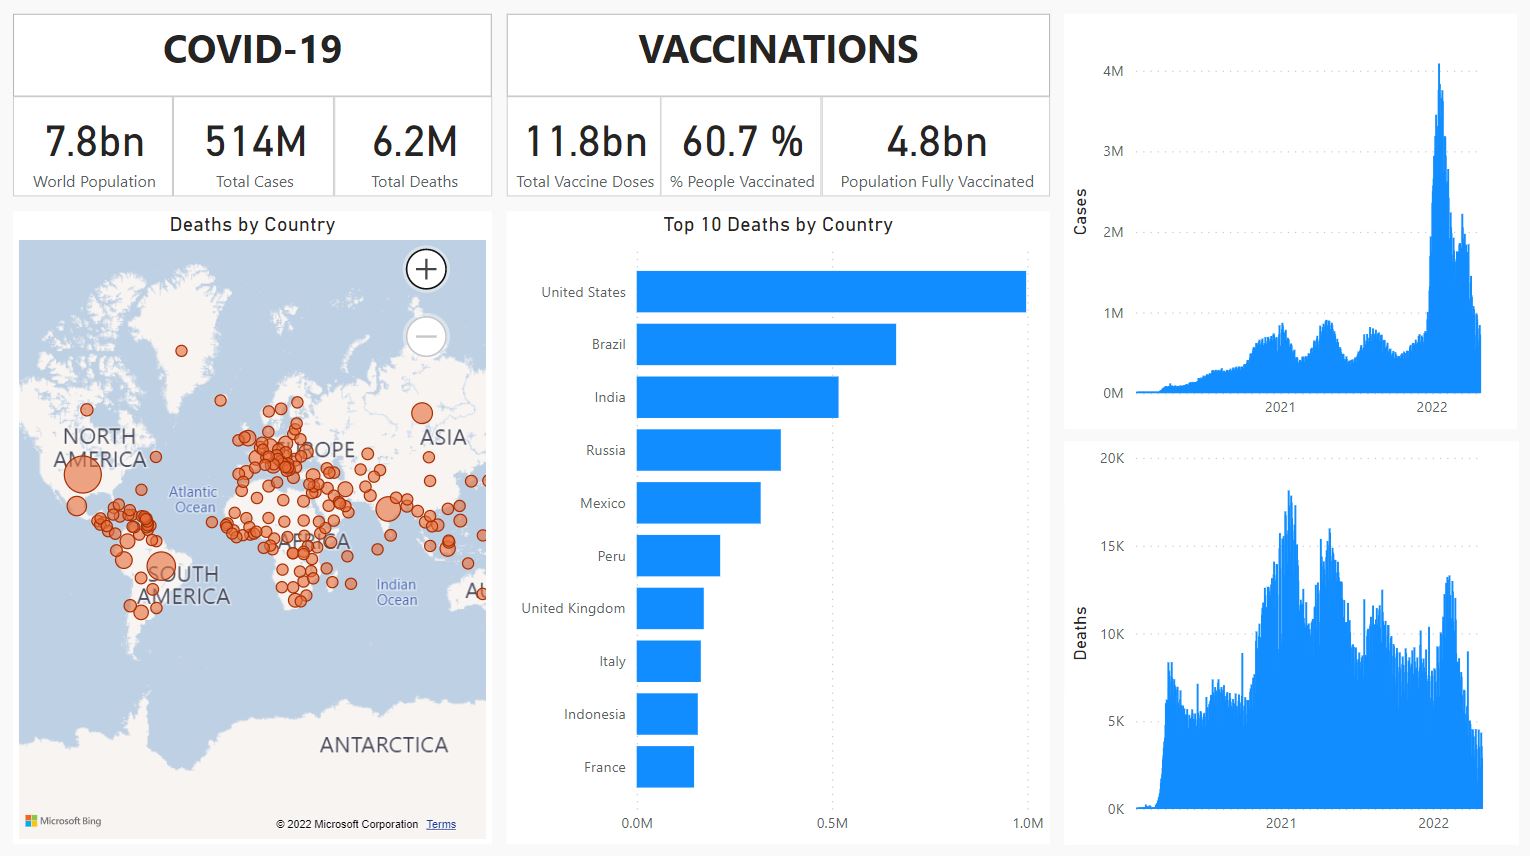 COVID-19
7.8bn
World Population
514M
Total Cases
6.2M
Total Deaths
VACCINATIONS
11.8bn
Total Vaccine Doses
60.7 %
% People Vaccinated
4.8bn
Population Fully Vaccinated
Deaths by Country
NORTH
AMERICA
Atlantic
Ocean
ASIA
AFRICA
SOUTH
AMERICA
Indian
Ocean
ANTARCTICA
Microsoft Bing
© 2022 Microsoft Corporation Terms
Top 10 Deaths by Country
United States
Brazil
India
Russia
Mexico
Peru
United Kingdom
Italy
Indonesia
France
0.0M 0.5M 1.0M
Cases
4M
3M
2M
1M
0M
2021 2022
Deaths
20K
15K
10K
5K
0K
2021 2022